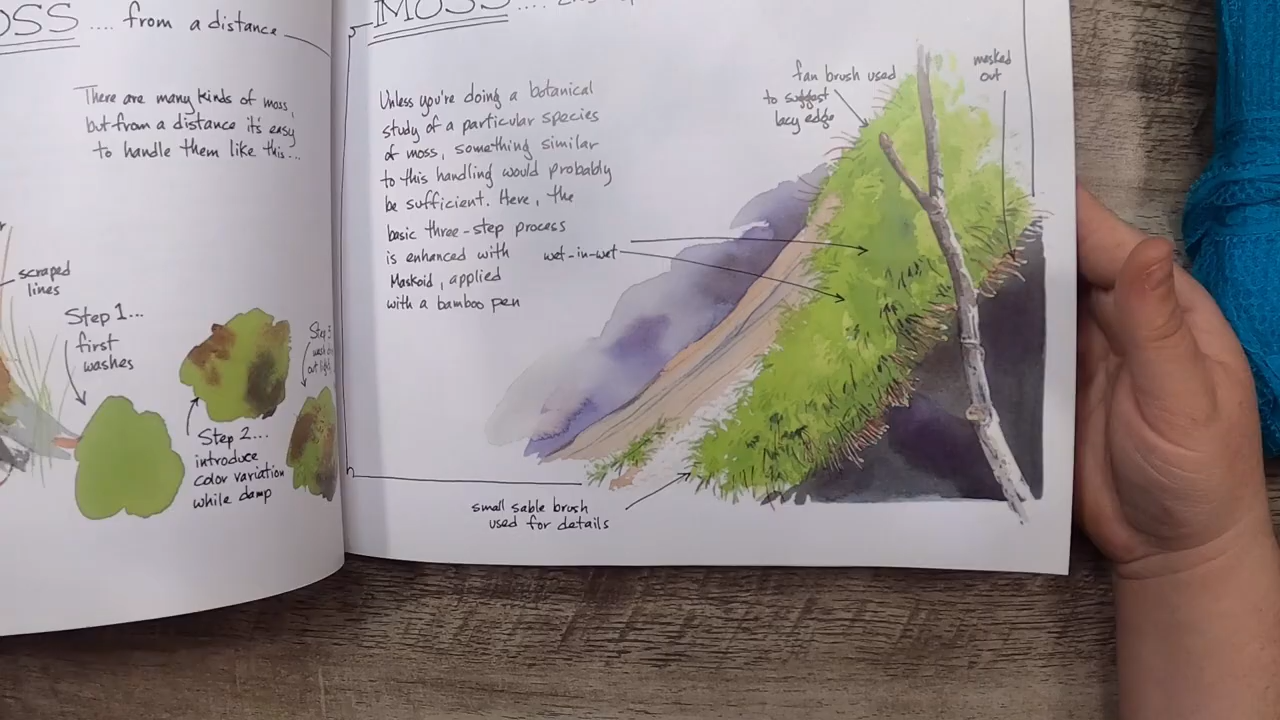 OSS .... from a distance
There are many kinds of moss,
but from a distance it's easy
to handle them like this...
scraped
lines
Step 1...
first
washes
Step 2...
introduce
color variation
while damp
Step 3
MOSS ....
Unless you're doing a botanical
study of a particular species
of moss, something similar
to this handling would probably
be sufficient. Here, the
basic three-step process
is enhanced with
Maskoid, applied
with a bamboo pen
wet-in-wet
fan brush used
to suggest
lacy edge
masked
out
small sable brush
used for details